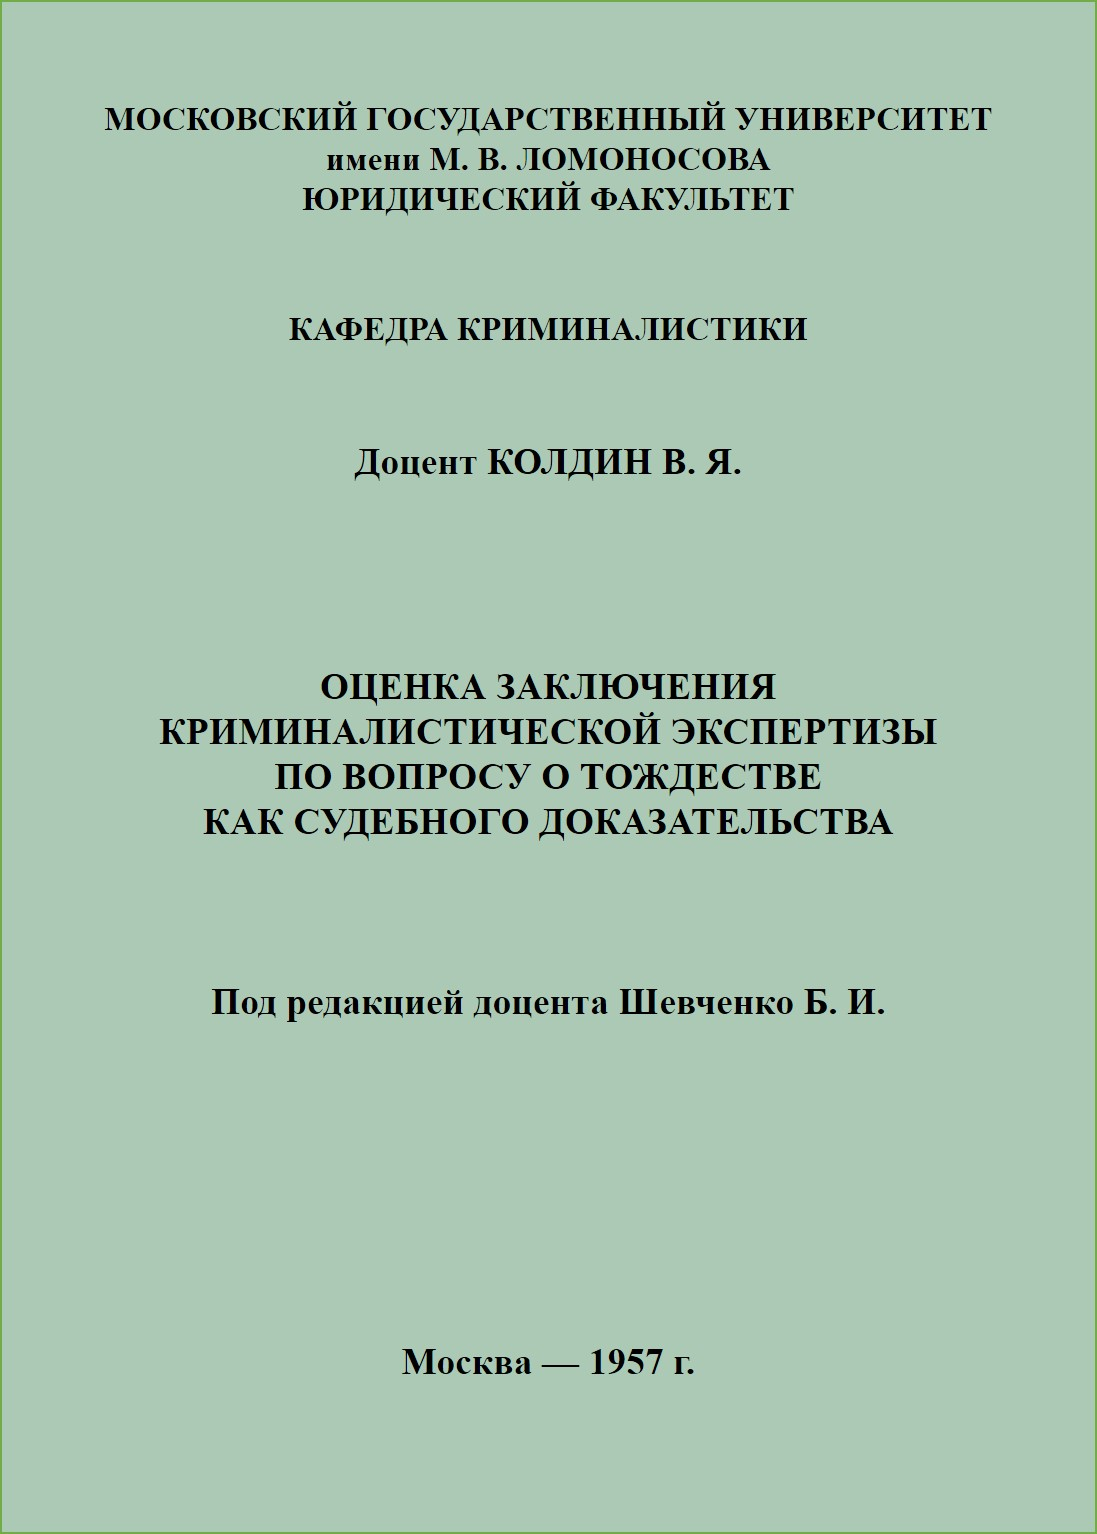 МОСКОВСКИЙ ГОСУДАРСТВЕННЫЙ УНИВЕРСИТЕТ
имени М. В. ЛОМОНОСОВА
ЮРИДИЧЕСКИЙ ФАКУЛЬТЕТ
КАФЕДРА КРИМИНАЛИСТИКИ
Доцент КОЛДИН В. Я.
ОЦЕНКА ЗАКЛЮЧЕНИЯ
КРИМИНАЛИСТИЧЕСКОЙ ЭКСПЕРТИЗЫ
ПО ВОПРОСУ О ТОЖДЕСТВЕ
КАК СУДЕБНОГО ДОКАЗАТЕЛЬСТВА
Под редакцией доцента Шевченко Б. И.
Москва — 1957 г.